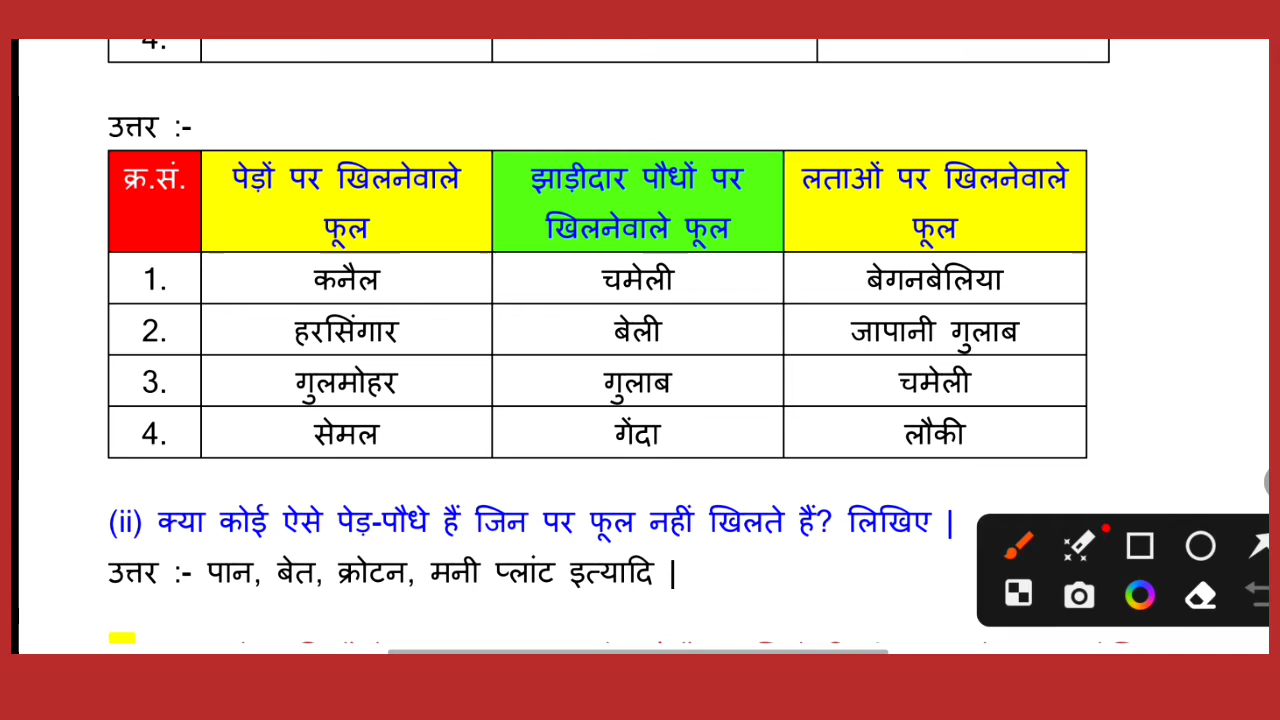 4.
उत्तर :-
क्र.सं. पेड़ों पर खिलनेवाले फूल झाड़ीदार पौधों पर खिलनेवाले फूल लताओं पर खिलनेवाले फूल
1. कनैल चमेली बेगनबेलिया
2. हरसिंगार बेली जापानी गुलाब
3. गुलमोहर गुलाब चमेली
4. सेमल गेंदा लौकी
(ii) क्या कोई ऐसे पेड़-पौधे हैं जिन पर फूल नहीं खिलते हैं? लिखिए |
उत्तर :- पान, बेत, क्रोटन, मनी प्लांट इत्यादि |